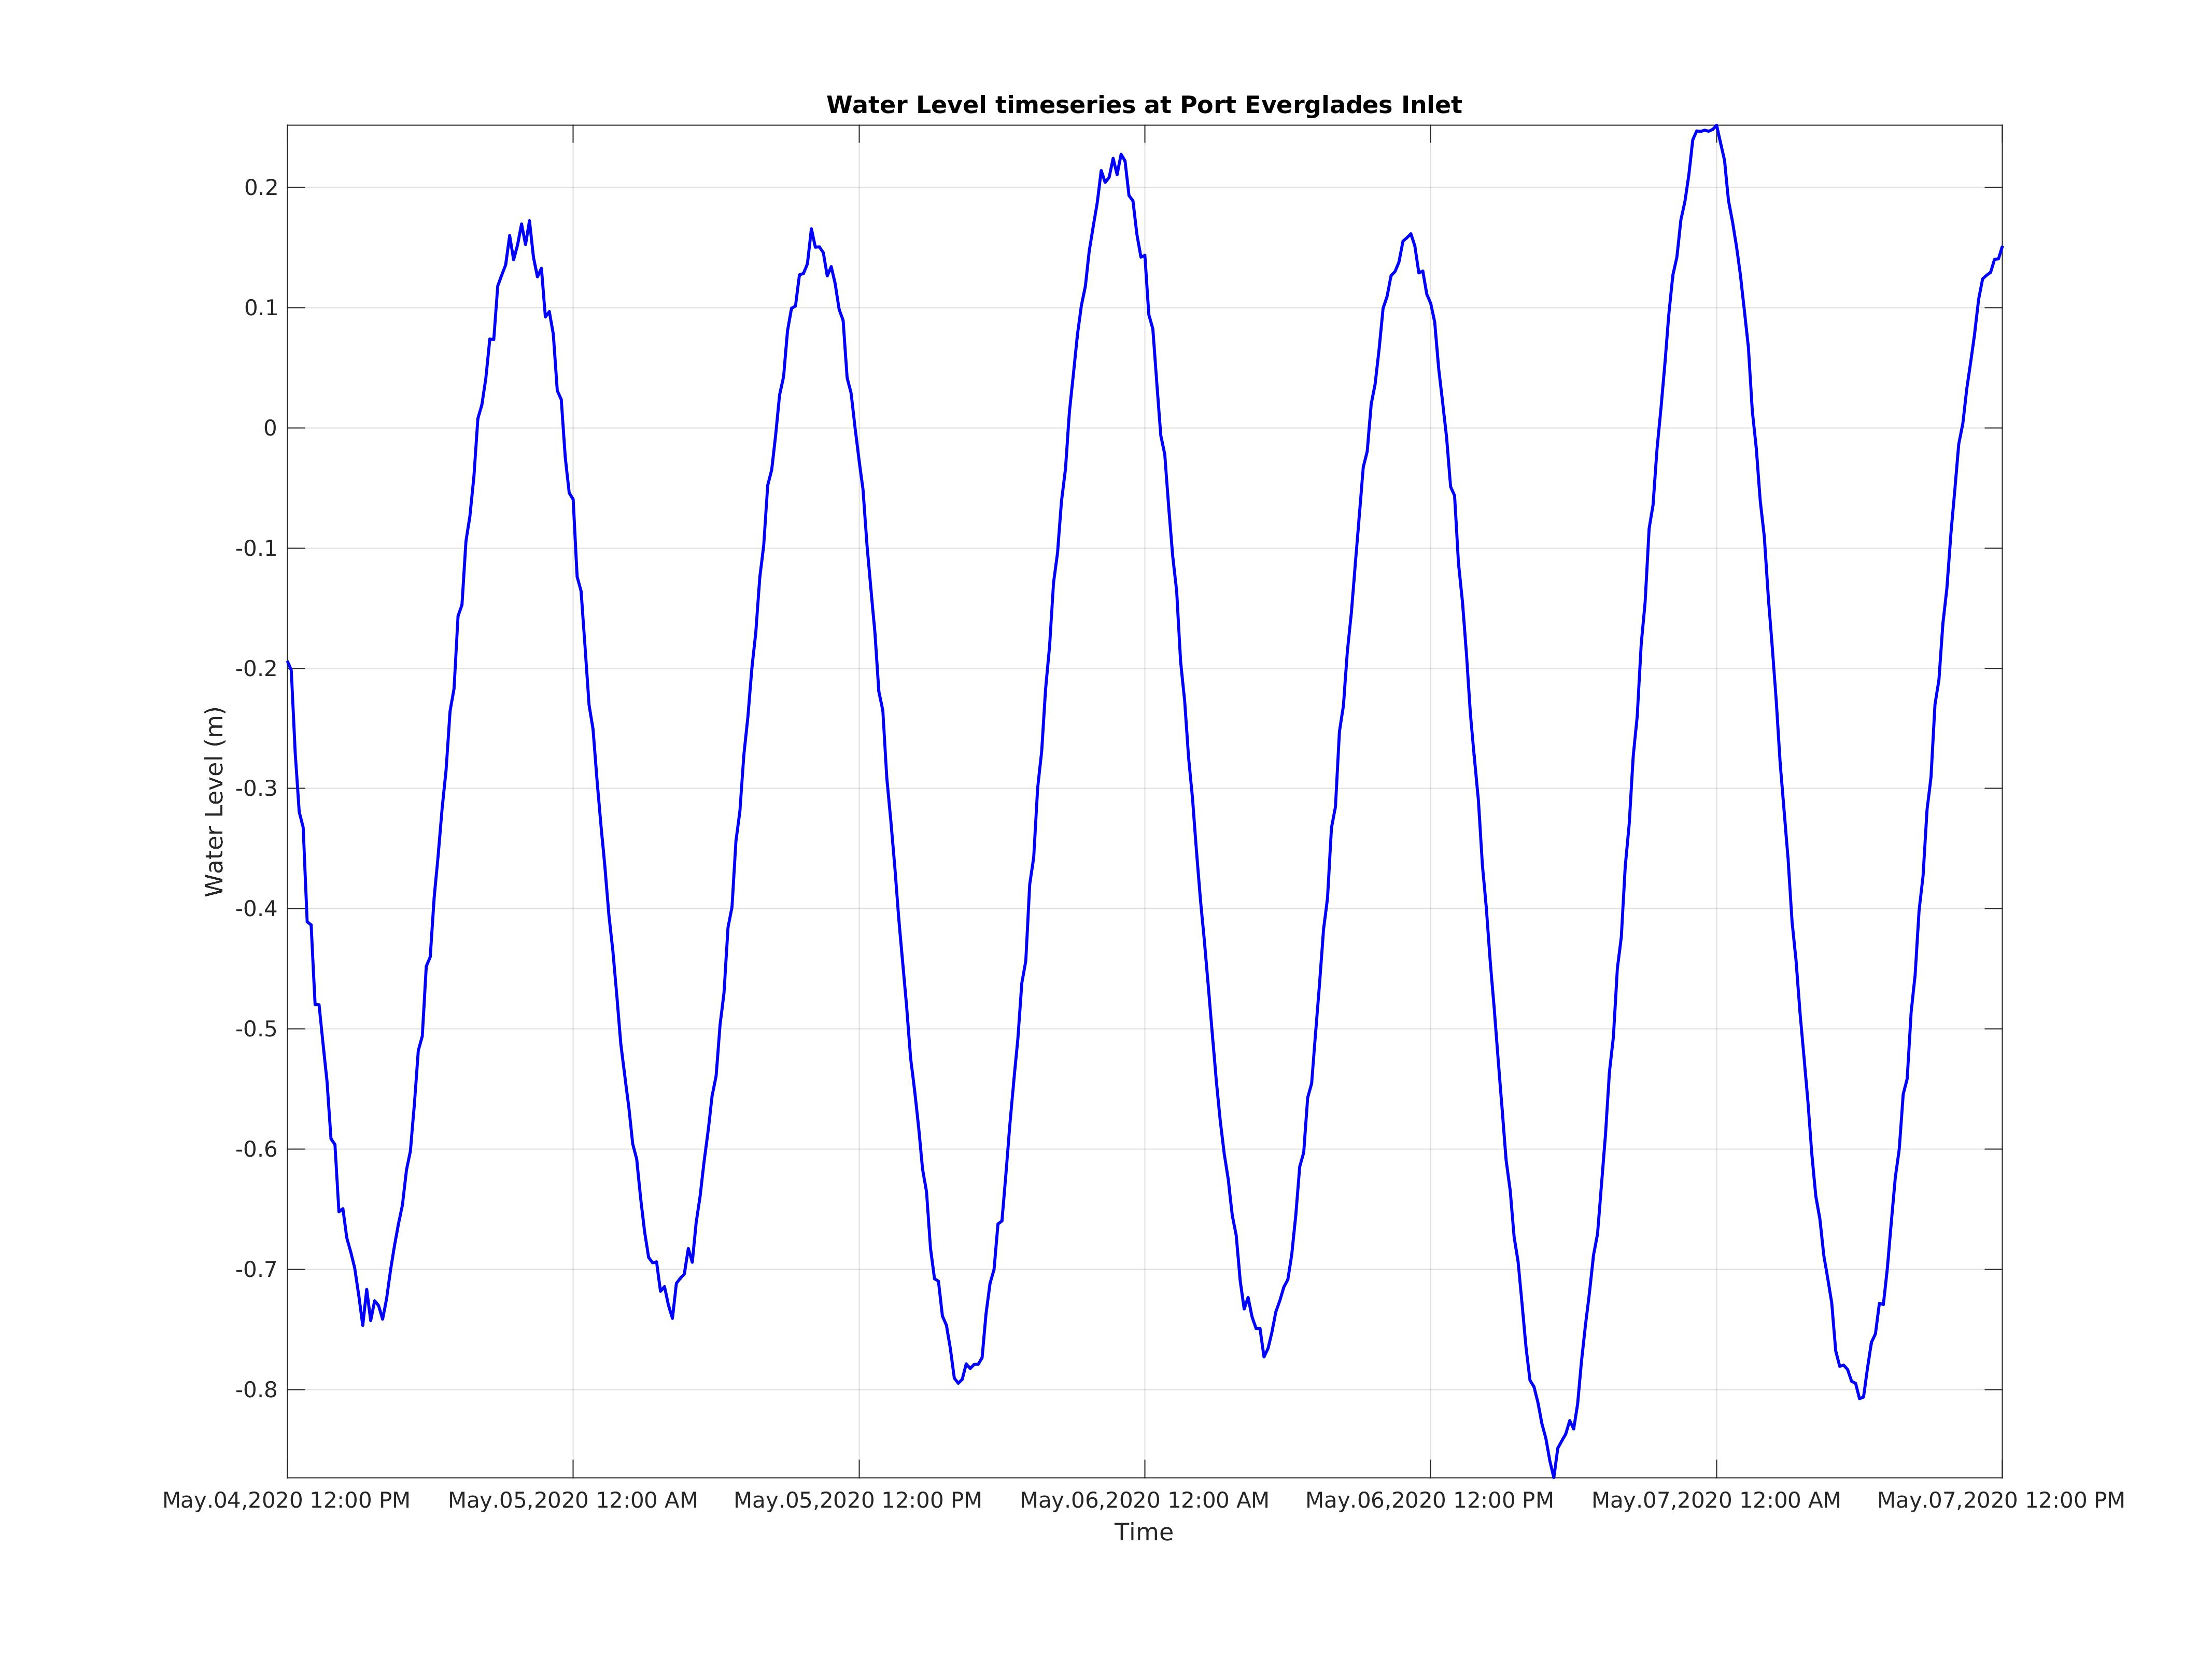 Water Level timeseries at Port Everglades Inlet
0.2
0.1
0
-0.1
-0.2
-0.3
-0.4
-0.5
-0.6
-0.7
-0.8
Water Level (m)
May.04,2020 12:00 PM May.05,2020 12:00 AM May.05,2020 12:00 PM May.06,2020 12:00 AM May.06,2020 12:00 PM May.07,2020 12:00 AM May.07,2020 12:00 PM
Time